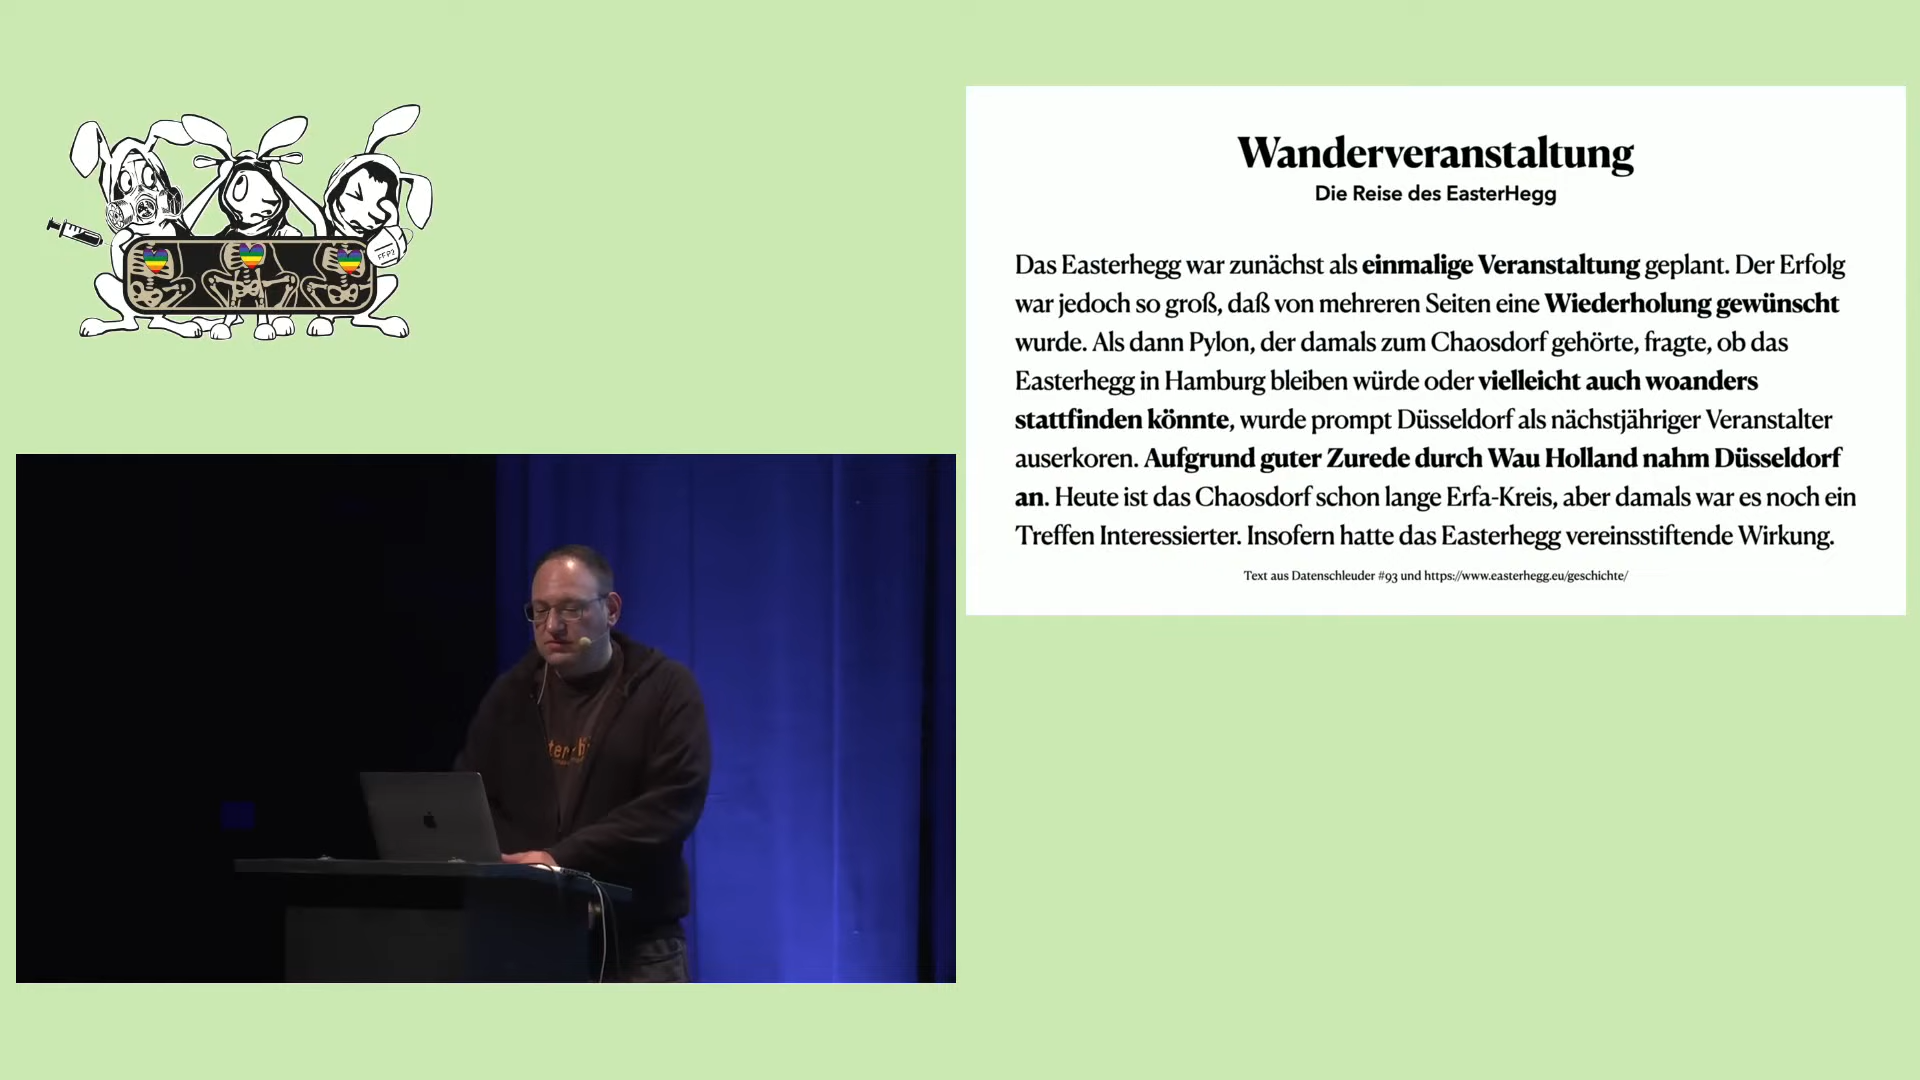 FFP2
Wanderveranstaltung
Die Reise des EasterHegg
Das Easterhegg war zunächst als einmalige Veranstaltung geplant. Der Erfolg
war jedoch so groß, daß von mehreren Seiten eine Wiederholung gewünscht
wurde. Als dann Pylon, der damals zum Chaosdorf gehörte, fragte, ob das
Easterhegg in Hamburg bleiben würde oder vielleicht auch woanders
stattfinden könnte, wurde prompt Düsseldorf als nächstjähriger Veranstalter
auserkoren. Aufgrund guter Zurede durch Wau Holland nahm Düsseldorf
an. Heute ist das Chaosdorf schon lange Erfa-Kreis, aber damals war es noch ein
Treffen Interessierter. Insofern hatte das Easterhegg vereinsstiftende Wirkung.
Text aus Datenschleuder #93 und https://www.easterhegg.eu/geschichte/